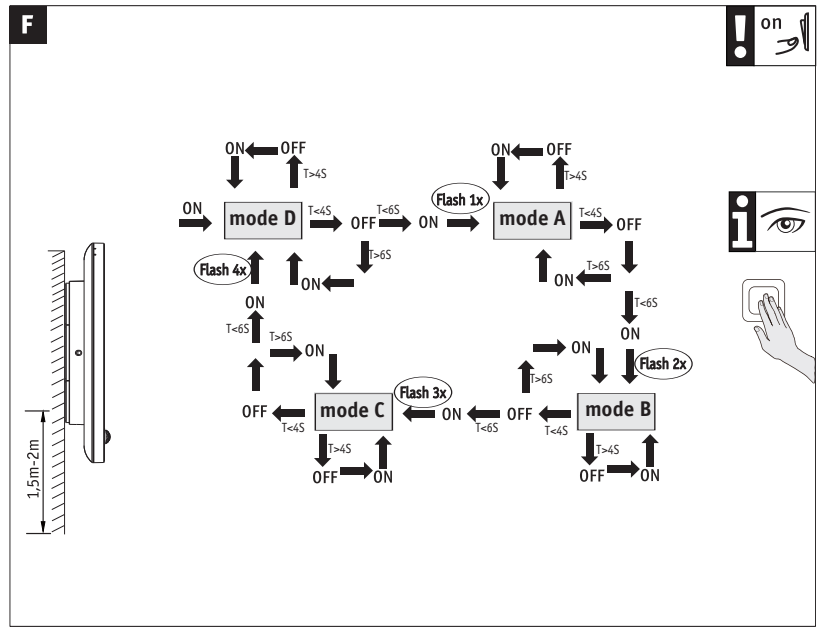 F
on
ON OFF
T>4S
ON OFF
T>4S
ON
mode D
T<4S
OFF
T<6S
ON
Flash 1x
mode A
T<4S
OFF
T>6S
ON
T>6S
ON
Flash 4x
ON
T<6S
T<6S
ON
T>6S
ON
ON
T>6S
Flash 2x
OFF
T<4S
mode C
Flash 3x
ON
T<6S
OFF
T<4S
mode B
T>4S
OFF ON
T>4S
OFF ON
1,5m-2m
i